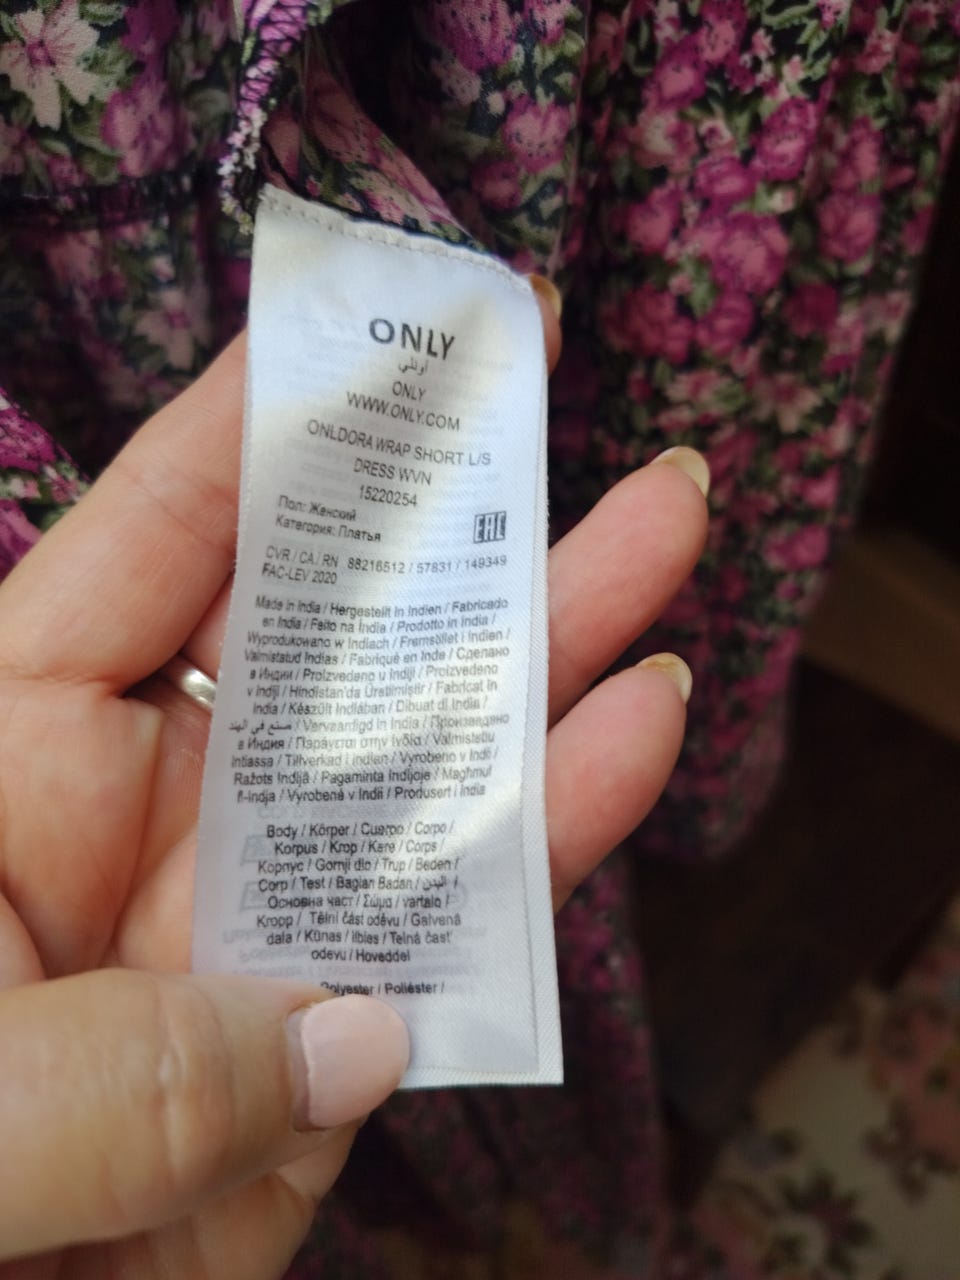 ONLY
اونلي
ONLY
WWW.ONLY.COM
ONLDORA WRAP SHORT L/S
DRESS WVN
15220254
Пол: Женский
Категория: Платья
EAC
CVR / CA / RN 88216512 / 57831 / 149349
FAC-LEV 2020
Made in India / Hergestellt in Indien / Fabricado
en India / Feito na Índia / Prodotto in India /
Wyprodukowano w Indiach / Fremstillet i Indien /
Valmistatud Indias / Fabriqué en Inde / Сделано
в Индии / Proizvedeno u Indiji / Proizvedeno
v Indiji / Hindistan'da Üretilmiştir / Fabricat în
India / Készült Indiában / Dibuat di India /
صنع في الهند / Vervaardigd in India / Произведено
в Индия / Παράγεται στην Ινδία / Valmistettu
Intiassa / Tillverkad i Indien / Vyrobeno v Indii /
Ražots Indijā / Pagaminta Indijoje / Magħmul
fl-Indja / Vyrobené v Indii / Produsert i India
Body / Körper / Cuerpo / Corpo /
Korpus / Krop / Kere / Corps /
Корпус / Gornji dio / Trup / Beden /
Corp / Test / Bagian Badan / البدن /
Основна част / Σώμα / vartalo /
Kropp / Tělní část oděvu / Galvenā
daļa / Kūnas / ilbies / Telná časť
odevu / Hoveddel
Polyester / Poliéster /